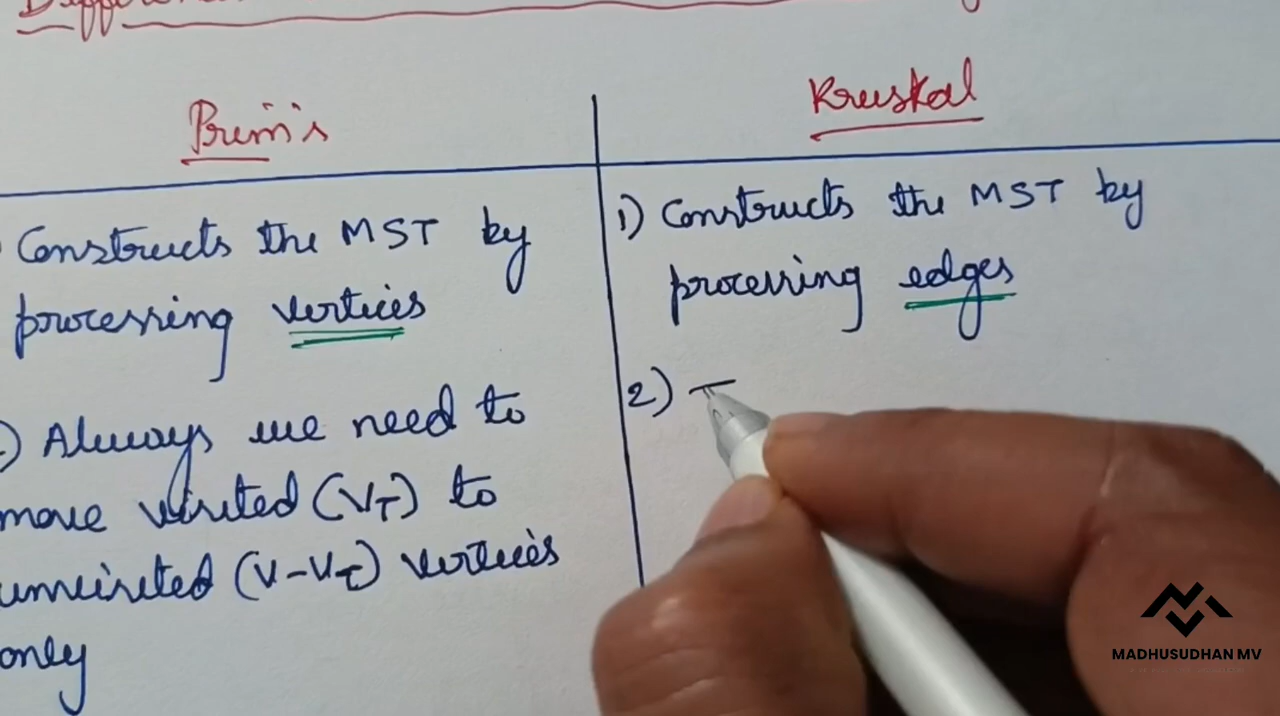 Prim's
Kruskal
Constructs the MST by
processing vertices
1) Constructs the MST by
processing edges
) Always we need to
move visited (VT) to
unvisited (V-VT) vertices
only
2) T
MADHUSUDHAN MV